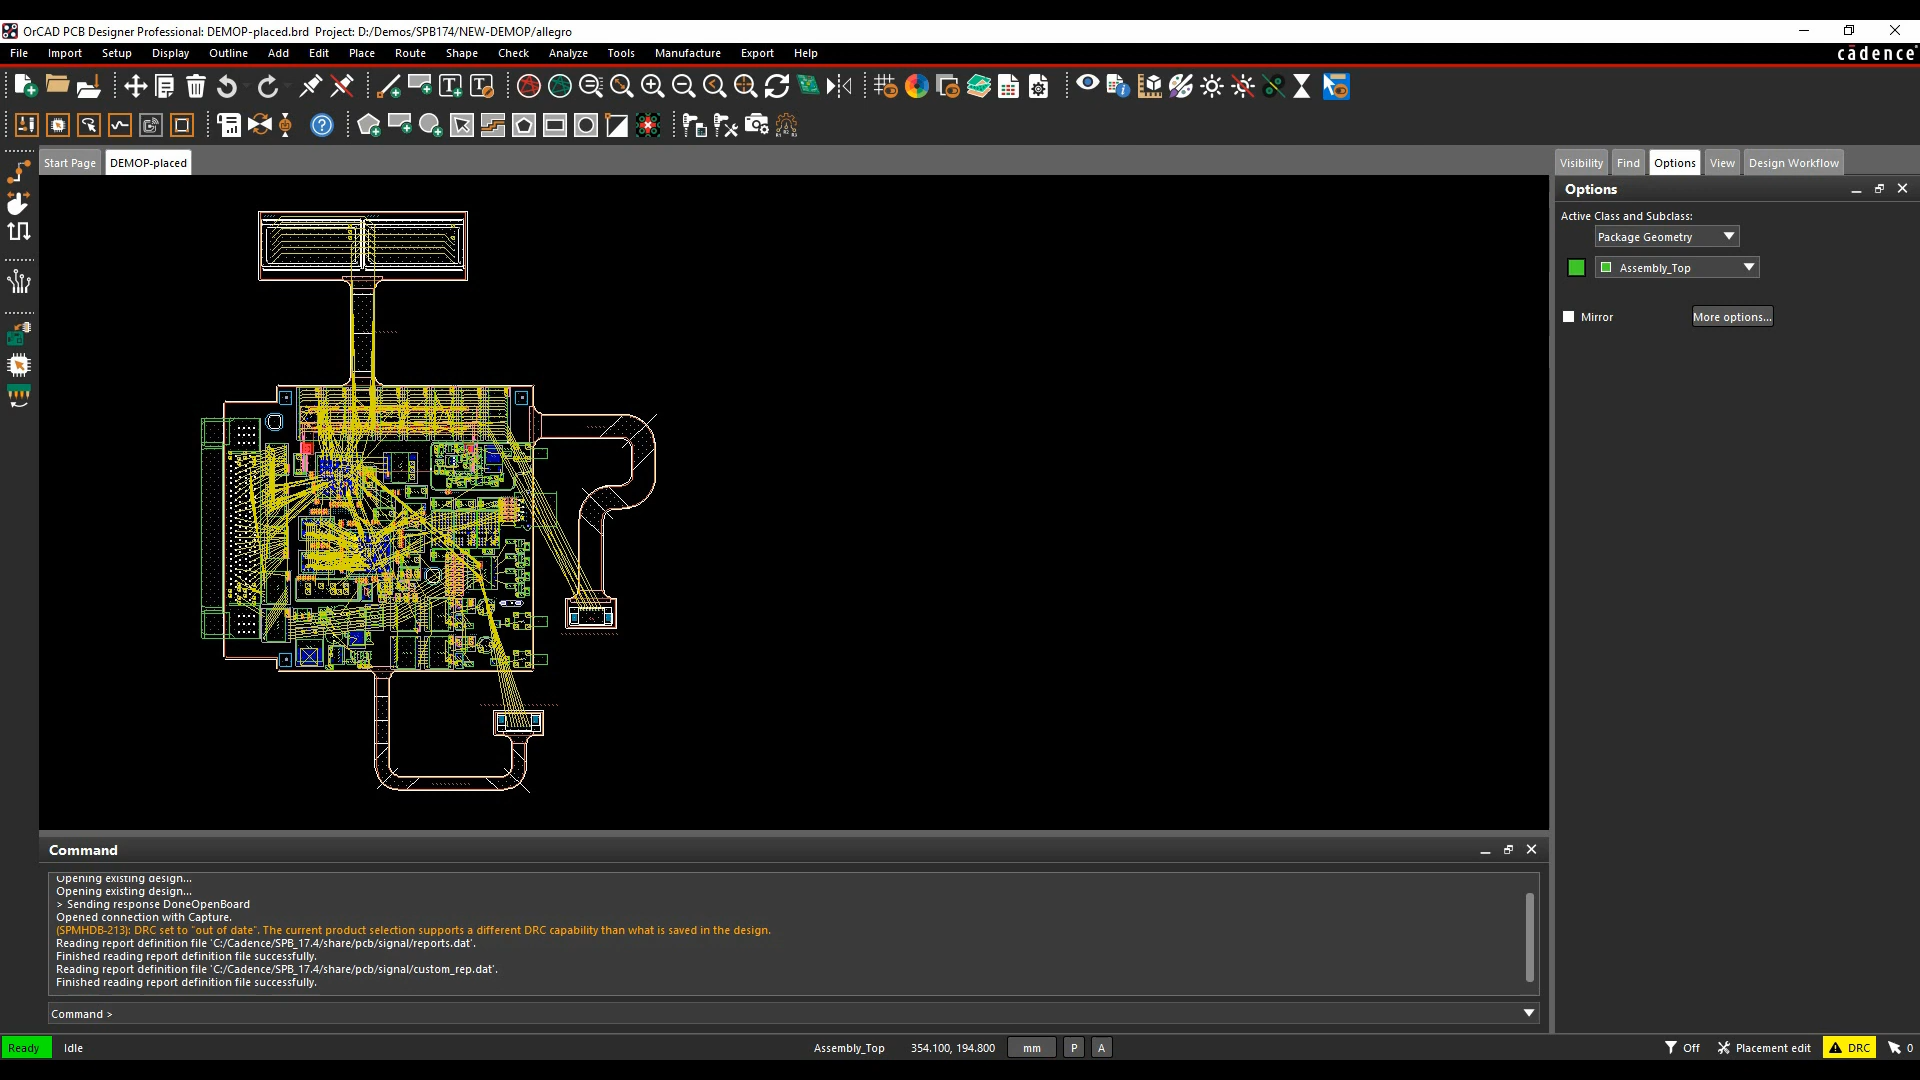 OrCAD PCB Designer Professional: DEMOP-placed.brd  Project: D:/Demos/SPB174/NEW-DEMOP/allegro
File Import Setup Display Outline Add Edit Place Route Shape Check Analyze Tools Manufacture Export Help
cādence
Start Page DEMOP-placed
Visibility Find Options View Design Workflow
Options
Active Class and Subclass:
Package Geometry
Assembly_Top
Mirror More options...
Command
Opening existing design...
Opening existing design...
> Sending response DoneOpenBoard
Opened connection with Capture.
(SPMHDB-213): DRC set to "out of date". The current product selection supports a different DRC capability than what is saved in the design.
Reading report definition file 'C:/Cadence/SPB_17.4/share/pcb/signal/reports.dat'.
Finished reading report definition file successfully.
Reading report definition file 'C:/Cadence/SPB_17.4/share/pcb/signal/custom_rep.dat'.
Finished reading report definition file successfully.
Command >
Ready Idle Assembly_Top 354.100, 194.800 mm P A Off Placement edit DRC 0